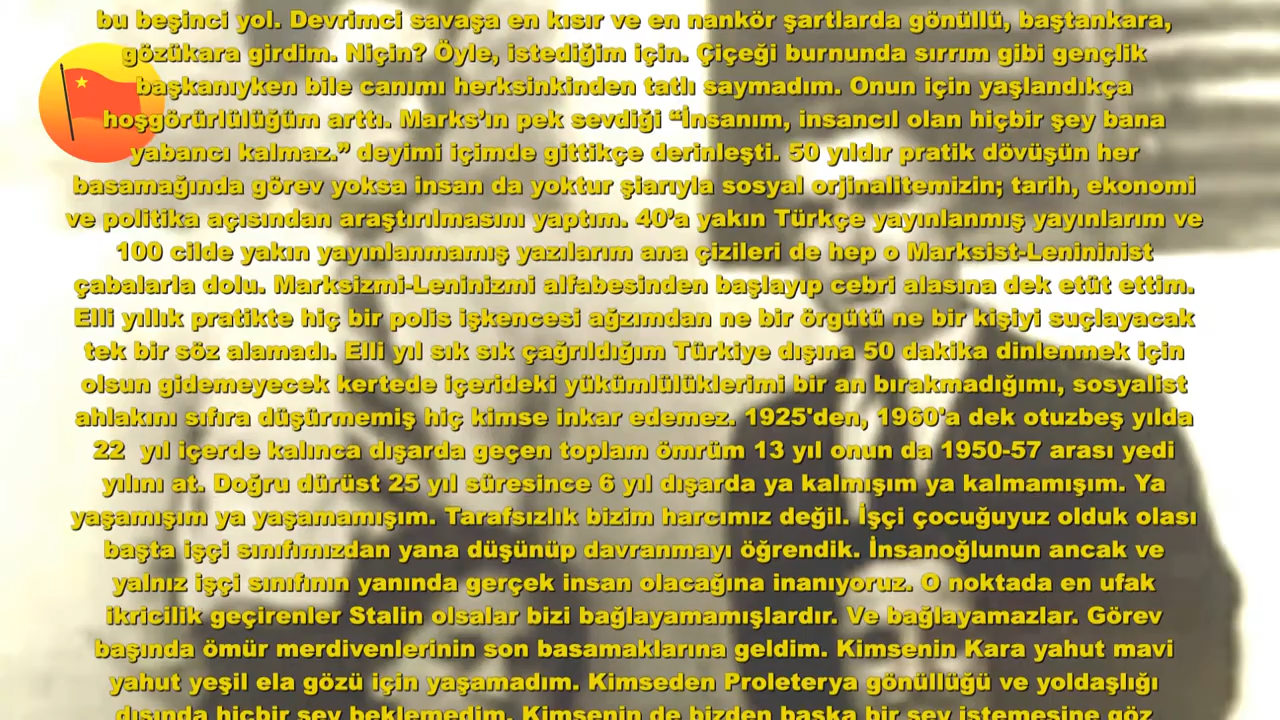 bu beşinci yol. Devrimci savaşa en kısır ve en nankör şartlarda gönüllü, baştankara,
gözükara girdim. Niçin? Öyle, istediğim için. Çiçeği burnunda sırrım gibi gençlik
başkanıyken bile canımı herksinkinden tatlı saymadım. Onun için yaşlandıkça
hoşgörürlülüğüm arttı. Marks’ın pek sevdiği “İnsanım, insancıl olan hiçbir şey bana
yabancı kalmaz.” deyimi içimde gittikçe derinleşti. 50 yıldır pratik dövüşün her
basamağında görev yoksa insan da yoktur şiarıyla sosyal orjinalitemizin; tarih, ekonomi
ve politika açısından araştırılmasını yaptım. 40’a yakın Türkçe yayınlanmış yayınlarım ve
100 cilde yakın yayınlanmamış yazılarım ana çizileri de hep o Marksist-Lenininist
çabalarla dolu. Marksizmi-Leninizmi alfabesinden başlayıp cebri alasına dek etüt ettim.
Elli yıllık pratikte hiç bir polis işkencesi ağzımdan ne bir örgütü ne bir kişiyi suçlayacak
tek bir söz alamadı. Elli yıl sık sık çağrıldığım Türkiye dışına 50 dakika dinlenmek için
olsun gidemeyecek kertede içerideki yükümlülüklerimi bir an bırakmadığımı, sosyalist
ahlakını sıfıra düşürmemiş hiç kimse inkar edemez. 1925'den, 1960'a dek otuzbeş yılda
22 yıl içerde kalınca dışarda geçen toplam ömrüm 13 yıl onun da 1950-57 arası yedi
yılını at. Doğru dürüst 25 yıl süresince 6 yıl dışarda ya kalmışım ya kalmamışım. Ya
yaşamışım ya yaşamamışım. Tarafsızlık bizim harcımız değil. İşçi çocuğuyuz olduk olası
başta işçi sınıfımızdan yana düşünüp davranmayı öğrendik. İnsanoğlunun ancak ve
yalnız işçi sınıfının yanında gerçek insan olacağına inanıyoruz. O noktada en ufak
ikricilik geçirenler Stalin olsalar bizi bağlayamamışlardır. Ve bağlayamazlar. Görev
başında ömür merdivenlerinin son basamaklarına geldim. Kimsenin Kara yahut mavi
yahut yeşil ela gözü için yaşamadım. Kimseden Proleterya gönüllüğü ve yoldaşlığı
dışında hiçbir şey beklemedim. Kimsenin de bizden başka bir şey istemesine göz